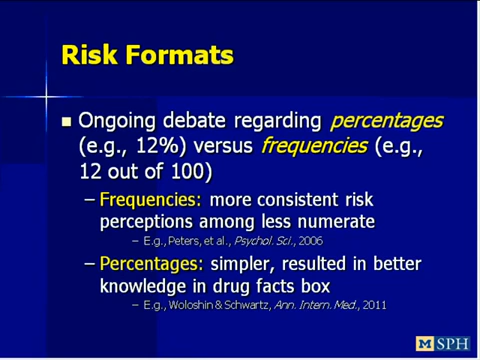 Risk Formats
■ Ongoing debate regarding percentages
(e.g., 12%) versus frequencies (e.g.,
12 out of 100)
– Frequencies: more consistent risk
perceptions among less numerate
– E.g., Peters, et al., Psychol. Sci., 2006
– Percentages: simpler, resulted in better
knowledge in drug facts box
– E.g., Woloshin & Schwartz, Ann. Intern. Med., 2011
M SPH